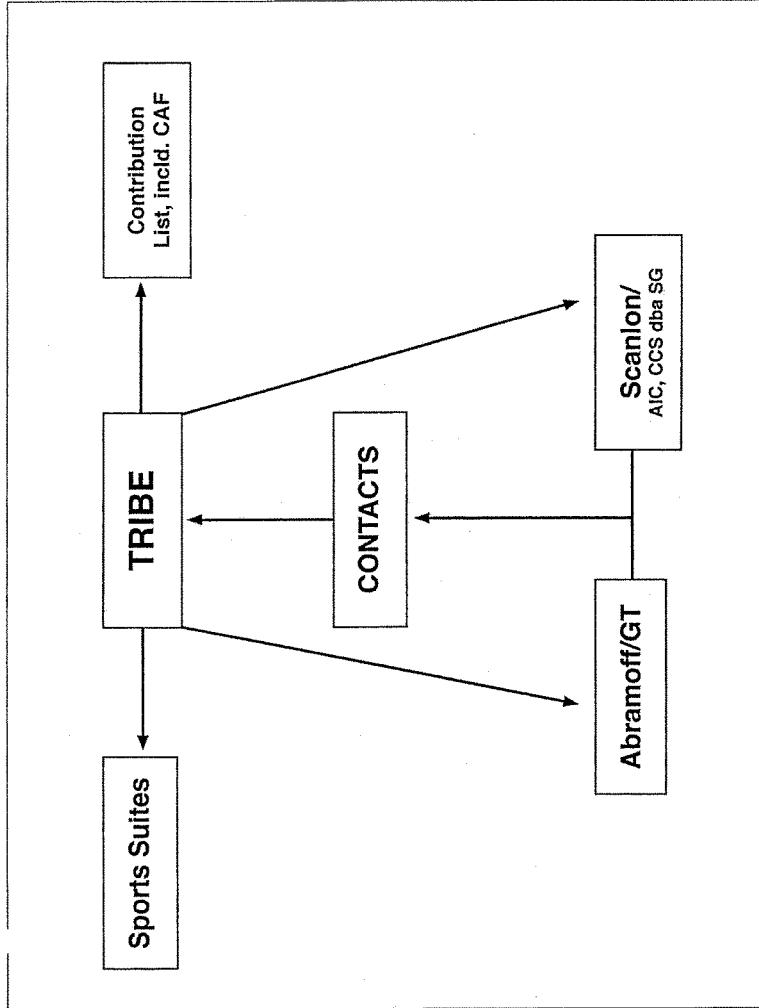 Sports Suites
TRIBE
Contribution
List, incld. CAF
CONTACTS
Abramoff/GT
Scanlon/
AIC, CCS dba SG